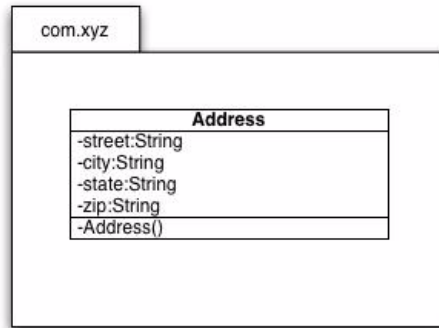 com.xyz
Address
-street:String
-city:String
-state:String
-zip:String
-Address()